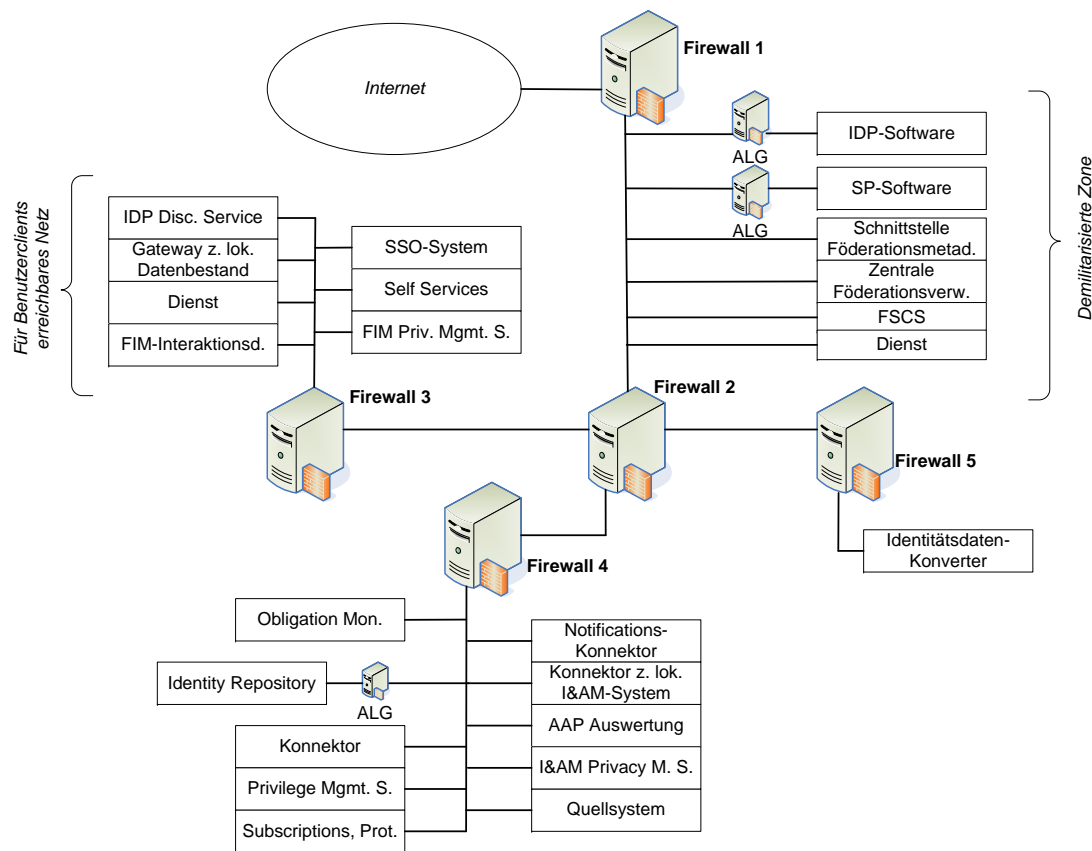 Firewall 1
Internet
ALG
IDP-Software
ALG
SP-Software
Schnittstelle
Föderationsmetad.
Zentrale
Föderationsverw.
FSCS
Dienst
Demilitarisierte Zone
Für Benutzerclients
erreichbares Netz
IDP Disc. Service
Gateway z. lok.
Datenbestand
Dienst
FIM-Interaktionsd.
SSO-System
Self Services
FIM Priv. Mgmt. S.
Firewall 3
Firewall 2
Firewall 5
Identitätsdaten-
Konverter
Firewall 4
Obligation Mon.
Identity Repository
ALG
Konnektor
Privilege Mgmt. S.
Subscriptions, Prot.
Notifications-
Konnektor
Konnektor z. lok.
I&AM-System
AAP Auswertung
I&AM Privacy M. S.
Quellsystem